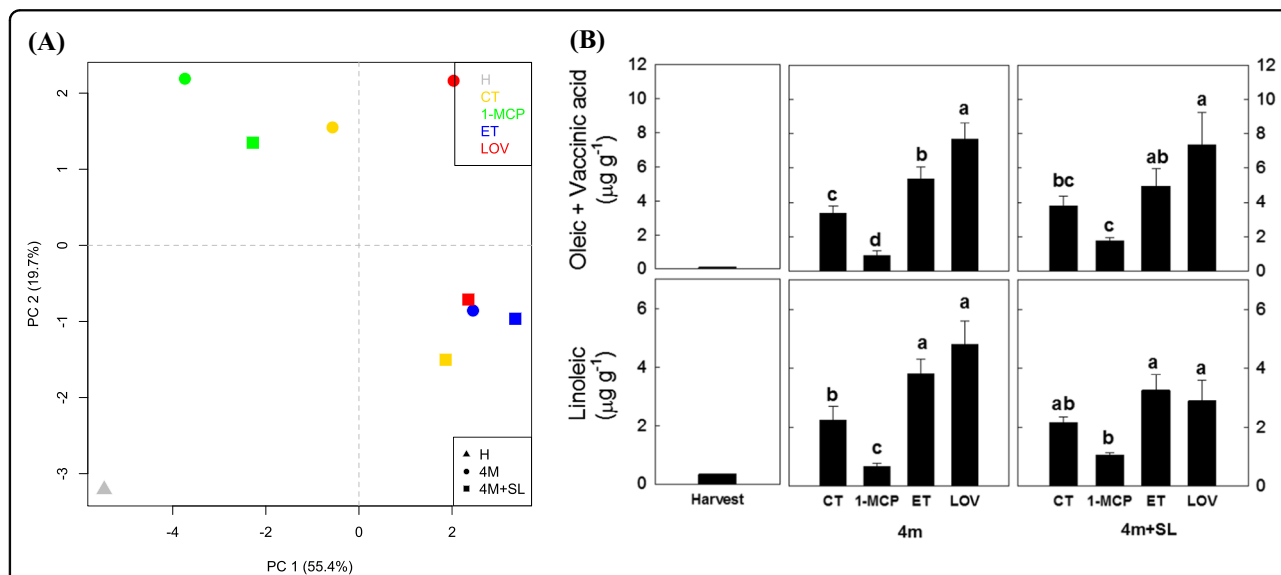 (A)
2
1
0
-1
-2
-3
PC 2 (19.7%)
-4
-2
0
2
PC 1 (55.4%)
H
CT
1-MCP
ET
LOV
H
4M
4M+SL
(B)
Oleic + Vaccinic acid
(µg g⁻¹)
12
10
8
6
4
2
0
c
d
b
a
bc
c
ab
a
12
10
8
6
4
2
0
Linoleic
(µg g⁻¹)
6
4
2
0
b
c
a
a
ab
b
a
a
6
4
2
0
Harvest
CT 1-MCP ET LOV
4m
CT 1-MCP ET LOV
4m+SL